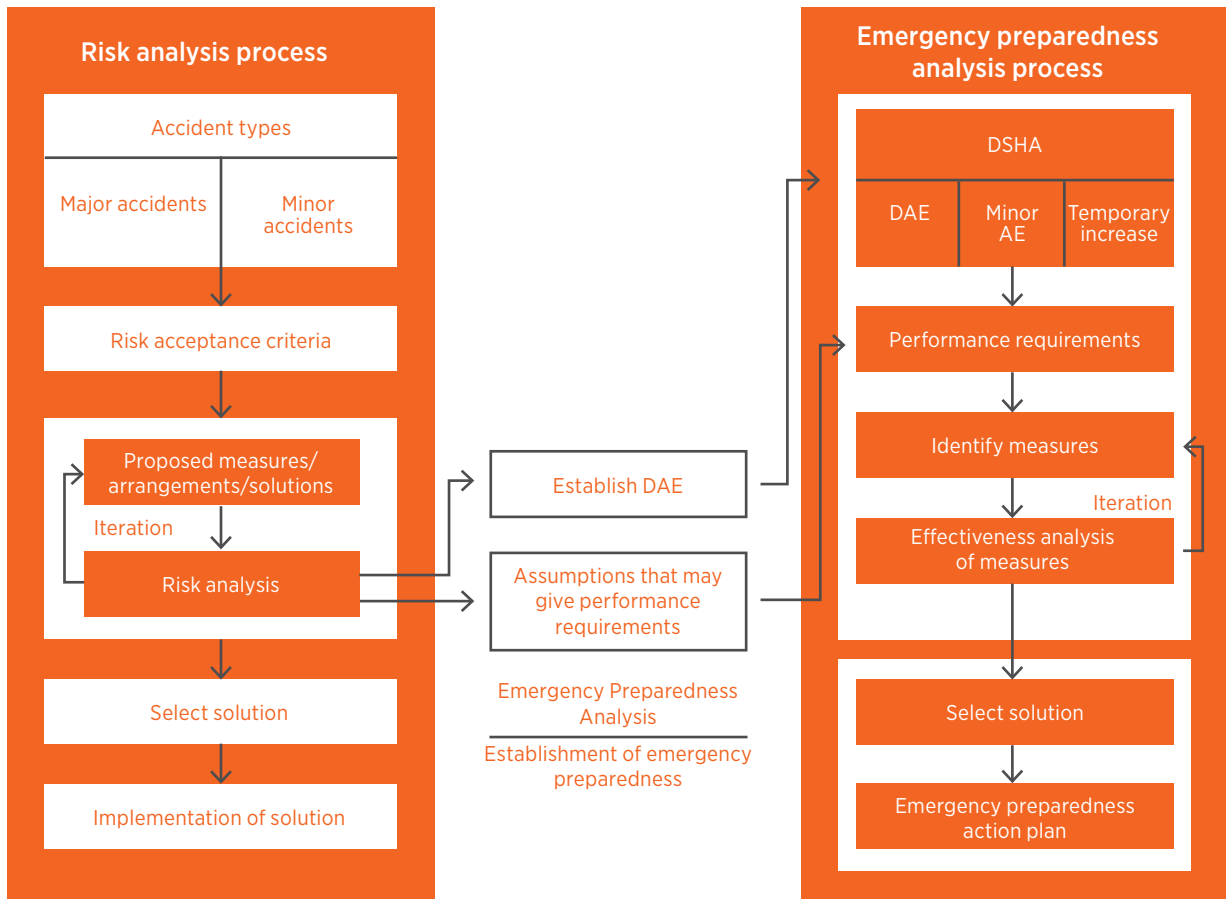 Risk analysis process
Accident types
Major accidents
Minor
accidents
Risk acceptance criteria
Proposed measures/
arrangements/solutions
Iteration
Risk analysis
Select solution
Implementation of solution
Establish DAE
Assumptions that may
give performance
requirements
Emergency Preparedness
Analysis
Establishment of emergency
preparedness
Emergency preparedness
analysis process
DSHA
DAE
Minor
AE
Temporary
increase
Performance requirements
Identify measures
Iteration
Effectiveness analysis
of measures
Select solution
Emergency preparedness
action plan